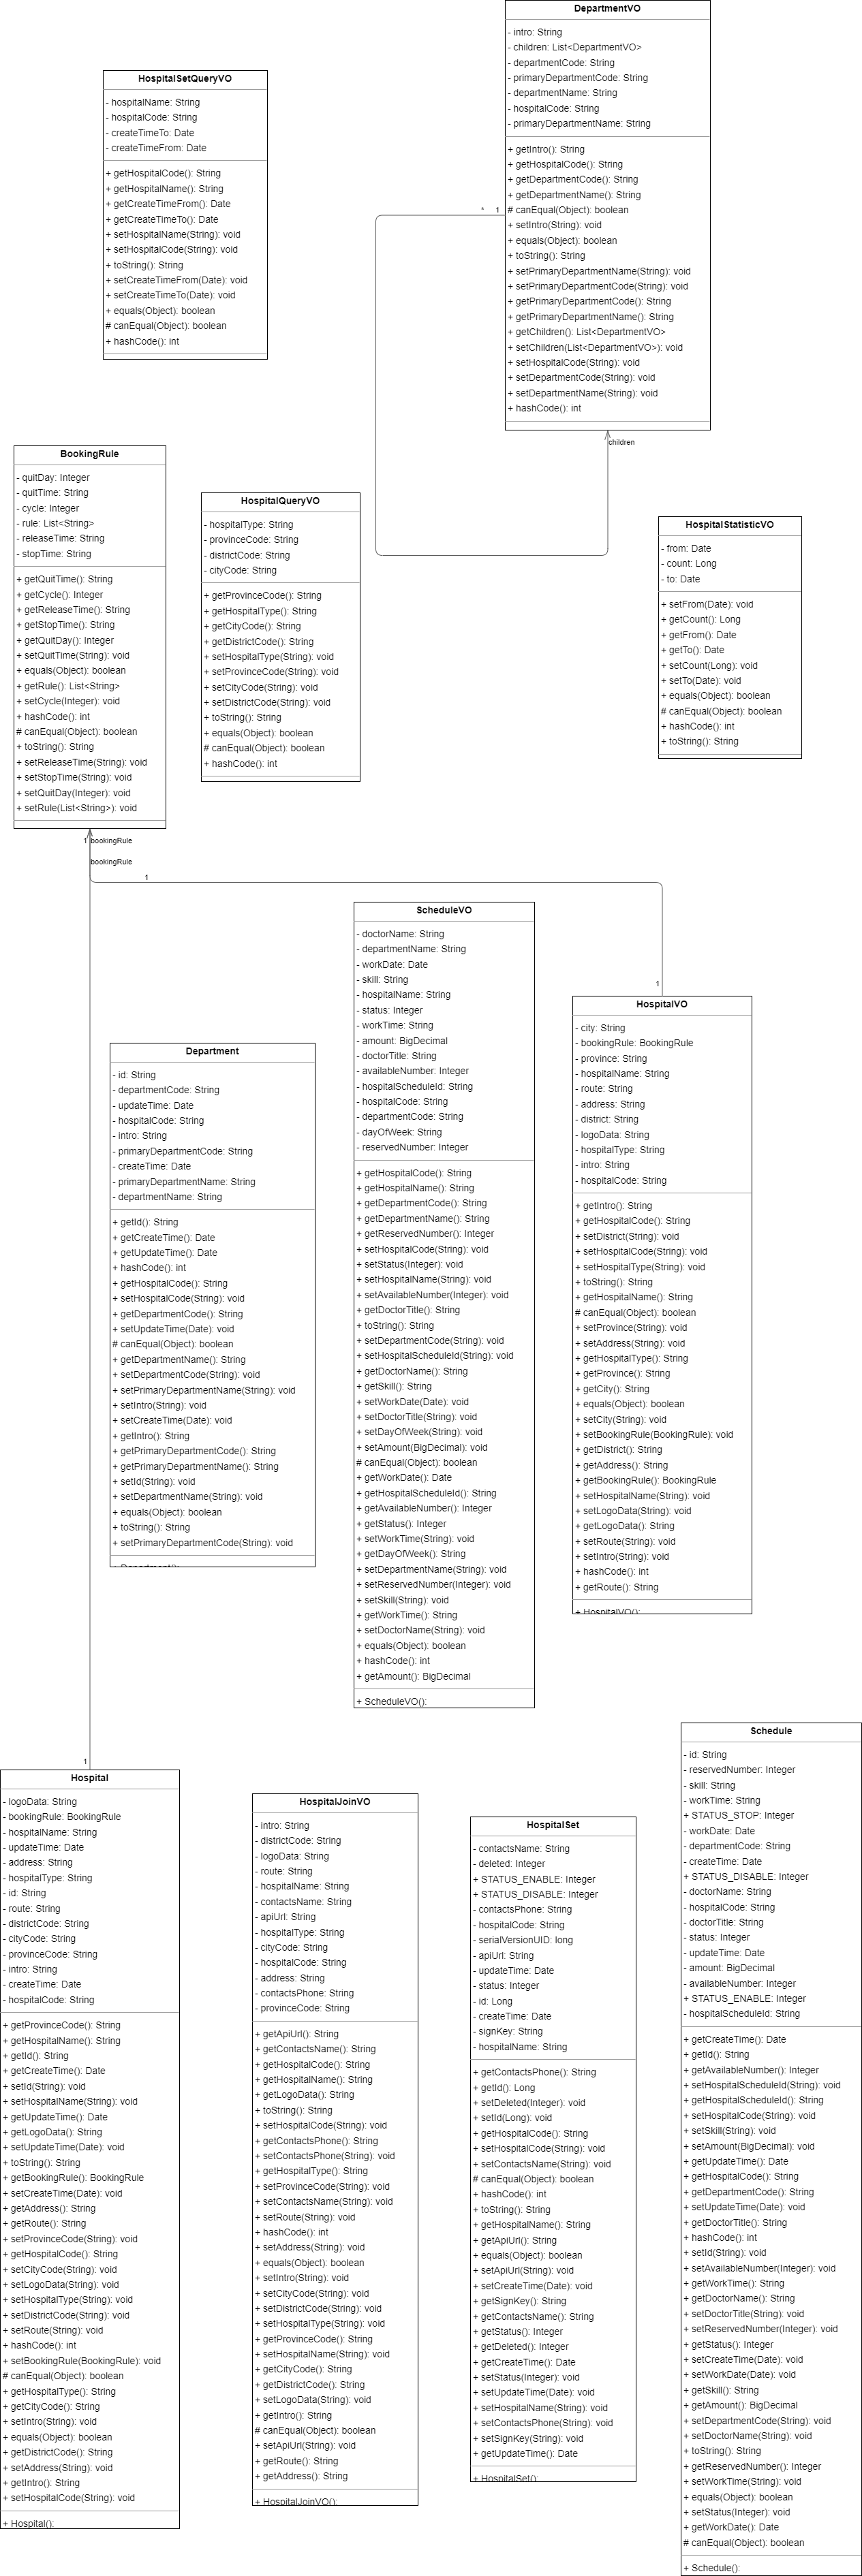 DepartmentVO
- intro: String
- children: List<DepartmentVO>
- departmentCode: String
- primaryDepartmentCode: String
- departmentName: String
- hospitalCode: String
- primaryDepartmentName: String
+ getIntro(): String
+ getHospitalCode(): String
+ getDepartmentCode(): String
+ getDepartmentName(): String
# canEqual(Object): boolean
+ setIntro(String): void
+ equals(Object): boolean
+ toString(): String
+ setPrimaryDepartmentName(String): void
+ setPrimaryDepartmentCode(String): void
+ getPrimaryDepartmentCode(): String
+ getPrimaryDepartmentName(): String
+ getChildren(): List<DepartmentVO>
+ setChildren(List<DepartmentVO>): void
+ setHospitalCode(String): void
+ setDepartmentCode(String): void
+ setDepartmentName(String): void
+ hashCode(): int
* 1
children
HospitalSetQueryVO
- hospitalName: String
- hospitalCode: String
- createTimeTo: Date
- createTimeFrom: Date
+ getHospitalCode(): String
+ getHospitalName(): String
+ getCreateTimeFrom(): Date
+ getCreateTimeTo(): Date
+ setHospitalName(String): void
+ setHospitalCode(String): void
+ toString(): String
+ setCreateTimeFrom(Date): void
+ setCreateTimeTo(Date): void
+ equals(Object): boolean
# canEqual(Object): boolean
+ hashCode(): int
BookingRule
- quitDay: Integer
- quitTime: String
- cycle: Integer
- rule: List<String>
- releaseTime: String
- stopTime: String
+ getQuitTime(): String
+ getCycle(): Integer
+ getReleaseTime(): String
+ getStopTime(): String
+ getQuitDay(): Integer
+ setQuitTime(String): void
+ equals(Object): boolean
+ getRule(): List<String>
+ setCycle(Integer): void
+ hashCode(): int
# canEqual(Object): boolean
+ toString(): String
+ setReleaseTime(String): void
+ setStopTime(String): void
+ setQuitDay(Integer): void
+ setRule(List<String>): void
HospitalQueryVO
- hospitalType: String
- provinceCode: String
- districtCode: String
- cityCode: String
+ getProvinceCode(): String
+ getHospitalType(): String
+ getCityCode(): String
+ getDistrictCode(): String
+ setHospitalType(String): void
+ setProvinceCode(String): void
+ setCityCode(String): void
+ setDistrictCode(String): void
+ toString(): String
+ equals(Object): boolean
# canEqual(Object): boolean
+ hashCode(): int
HospitalStatisticVO
- from: Date
- count: Long
- to: Date
+ setFrom(Date): void
+ getCount(): Long
+ getFrom(): Date
+ getTo(): Date
+ setCount(Long): void
+ setTo(Date): void
+ equals(Object): boolean
# canEqual(Object): boolean
+ hashCode(): int
+ toString(): String
1 bookingRule
bookingRule
1
1
ScheduleVO
- doctorName: String
- departmentName: String
- workDate: Date
- skill: String
- hospitalName: String
- status: Integer
- workTime: String
- amount: BigDecimal
- doctorTitle: String
- availableNumber: Integer
- hospitalScheduleId: String
- hospitalCode: String
- departmentCode: String
- dayOfWeek: String
- reservedNumber: Integer
+ getHospitalCode(): String
+ getHospitalName(): String
+ getDepartmentCode(): String
+ getDepartmentName(): String
+ getReservedNumber(): Integer
+ setHospitalCode(String): void
+ setStatus(Integer): void
+ setHospitalName(String): void
+ setAvailableNumber(Integer): void
+ getDoctorTitle(): String
+ toString(): String
+ setDepartmentCode(String): void
+ setHospitalScheduleId(String): void
+ getDoctorName(): String
+ getSkill(): String
+ setWorkDate(Date): void
+ setDoctorTitle(String): void
+ setDayOfWeek(String): void
+ setAmount(BigDecimal): void
# canEqual(Object): boolean
+ getWorkDate(): Date
+ getHospitalScheduleId(): String
+ getAvailableNumber(): Integer
+ getStatus(): Integer
+ setWorkTime(String): void
+ getDayOfWeek(): String
+ setDepartmentName(String): void
+ setReservedNumber(Integer): void
+ setSkill(String): void
+ getWorkTime(): String
+ setDoctorName(String): void
+ equals(Object): boolean
+ hashCode(): int
+ getAmount(): BigDecimal
+ ScheduleVO():
HospitalVO
- city: String
- bookingRule: BookingRule
- province: String
- hospitalName: String
- route: String
- address: String
- district: String
- logoData: String
- hospitalType: String
- intro: String
- hospitalCode: String
+ getIntro(): String
+ getHospitalCode(): String
+ setDistrict(String): void
+ setHospitalCode(String): void
+ setHospitalType(String): void
+ toString(): String
+ getHospitalName(): String
# canEqual(Object): boolean
+ setProvince(String): void
+ setAddress(String): void
+ getHospitalType(): String
+ getProvince(): String
+ getCity(): String
+ equals(Object): boolean
+ setCity(String): void
+ setBookingRule(BookingRule): void
+ getDistrict(): String
+ getAddress(): String
+ getBookingRule(): BookingRule
+ setHospitalName(String): void
+ setLogoData(String): void
+ getLogoData(): String
+ setRoute(String): void
+ setIntro(String): void
+ hashCode(): int
+ getRoute(): String
+ HospitalVO():
Department
- id: String
- departmentCode: String
- updateTime: Date
- hospitalCode: String
- intro: String
- primaryDepartmentCode: String
- createTime: Date
- primaryDepartmentName: String
- departmentName: String
+ getId(): String
+ getCreateTime(): Date
+ getUpdateTime(): Date
+ hashCode(): int
+ getHospitalCode(): String
+ setHospitalCode(String): void
+ getDepartmentCode(): String
+ setUpdateTime(Date): void
# canEqual(Object): boolean
+ getDepartmentName(): String
+ setDepartmentCode(String): void
+ setPrimaryDepartmentName(String): void
+ setIntro(String): void
+ setCreateTime(Date): void
+ getIntro(): String
+ getPrimaryDepartmentCode(): String
+ getPrimaryDepartmentName(): String
+ setId(String): void
+ setDepartmentName(String): void
+ equals(Object): boolean
+ toString(): String
+ setPrimaryDepartmentCode(String): void
+ Department():
1
Hospital
- logoData: String
- bookingRule: BookingRule
- hospitalName: String
- updateTime: Date
- address: String
- hospitalType: String
- id: String
- route: String
- districtCode: String
- cityCode: String
- provinceCode: String
- intro: String
- createTime: Date
- hospitalCode: String
+ getProvinceCode(): String
+ getHospitalName(): String
+ getId(): String
+ getCreateTime(): Date
+ setId(String): void
+ setHospitalName(String): void
+ getUpdateTime(): Date
+ getLogoData(): String
+ setUpdateTime(Date): void
+ toString(): String
+ getBookingRule(): BookingRule
+ setCreateTime(Date): void
+ getAddress(): String
+ getRoute(): String
+ setProvinceCode(String): void
+ getHospitalCode(): String
+ setCityCode(String): void
+ setLogoData(String): void
+ setHospitalType(String): void
+ setDistrictCode(String): void
+ setRoute(String): void
+ hashCode(): int
+ setBookingRule(BookingRule): void
# canEqual(Object): boolean
+ getHospitalType(): String
+ getCityCode(): String
+ setIntro(String): void
+ equals(Object): boolean
+ getDistrictCode(): String
+ setAddress(String): void
+ getIntro(): String
+ setHospitalCode(String): void
+ Hospital():
HospitalJoinVO
- intro: String
- districtCode: String
- logoData: String
- route: String
- hospitalName: String
- contactsName: String
- apiUrl: String
- hospitalType: String
- cityCode: String
- hospitalCode: String
- address: String
- contactsPhone: String
- provinceCode: String
+ getApiUrl(): String
+ getContactsName(): String
+ getHospitalCode(): String
+ getHospitalName(): String
+ getLogoData(): String
+ toString(): String
+ setHospitalCode(String): void
+ getContactsPhone(): String
+ setContactsPhone(String): void
+ getHospitalType(): String
+ setProvinceCode(String): void
+ setContactsName(String): void
+ setRoute(String): void
+ hashCode(): int
+ setAddress(String): void
+ equals(Object): boolean
+ setIntro(String): void
+ setCityCode(String): void
+ setDistrictCode(String): void
+ setHospitalType(String): void
+ getProvinceCode(): String
+ setHospitalName(String): void
+ getCityCode(): String
+ getDistrictCode(): String
+ setLogoData(String): void
+ getIntro(): String
# canEqual(Object): boolean
+ setApiUrl(String): void
+ getRoute(): String
+ getAddress(): String
+ HospitalJoinVO():
HospitalSet
- contactsName: String
- deleted: Integer
+ STATUS_ENABLE: Integer
+ STATUS_DISABLE: Integer
- contactsPhone: String
- hospitalCode: String
- serialVersionUID: long
- apiUrl: String
- updateTime: Date
- status: Integer
- id: Long
- createTime: Date
- signKey: String
- hospitalName: String
+ getContactsPhone(): String
+ getId(): Long
+ setDeleted(Integer): void
+ setId(Long): void
+ getHospitalCode(): String
+ setHospitalCode(String): void
+ setContactsName(String): void
# canEqual(Object): boolean
+ hashCode(): int
+ toString(): String
+ getHospitalName(): String
+ getApiUrl(): String
+ equals(Object): boolean
+ setApiUrl(String): void
+ setCreateTime(Date): void
+ getSignKey(): String
+ getContactsName(): String
+ getStatus(): Integer
+ getDeleted(): Integer
+ getCreateTime(): Date
+ setStatus(Integer): void
+ setUpdateTime(Date): void
+ setHospitalName(String): void
+ setContactsPhone(String): void
+ setSignKey(String): void
+ getUpdateTime(): Date
+ HospitalSet():
Schedule
- id: String
- reservedNumber: Integer
- skill: String
- workTime: String
+ STATUS_STOP: Integer
- workDate: Date
- departmentCode: String
- createTime: Date
+ STATUS_DISABLE: Integer
- doctorName: String
- hospitalCode: String
- doctorTitle: String
- status: Integer
- updateTime: Date
- amount: BigDecimal
- availableNumber: Integer
+ STATUS_ENABLE: Integer
- hospitalScheduleId: String
+ getCreateTime(): Date
+ getId(): String
+ getAvailableNumber(): Integer
+ setHospitalScheduleId(String): void
+ getHospitalScheduleId(): String
+ setHospitalCode(String): void
+ setSkill(String): void
+ setAmount(BigDecimal): void
+ getUpdateTime(): Date
+ getHospitalCode(): String
+ getDepartmentCode(): String
+ setUpdateTime(Date): void
+ getDoctorTitle(): String
+ hashCode(): int
+ setId(String): void
+ setAvailableNumber(Integer): void
+ getWorkTime(): String
+ getDoctorName(): String
+ setDoctorTitle(String): void
+ setReservedNumber(Integer): void
+ getStatus(): Integer
+ setCreateTime(Date): void
+ setWorkDate(Date): void
+ getSkill(): String
+ getAmount(): BigDecimal
+ setDepartmentCode(String): void
+ setDoctorName(String): void
+ toString(): String
+ getReservedNumber(): Integer
+ setWorkTime(String): void
+ equals(Object): boolean
+ setStatus(Integer): void
+ getWorkDate(): Date
# canEqual(Object): boolean
+ Schedule():